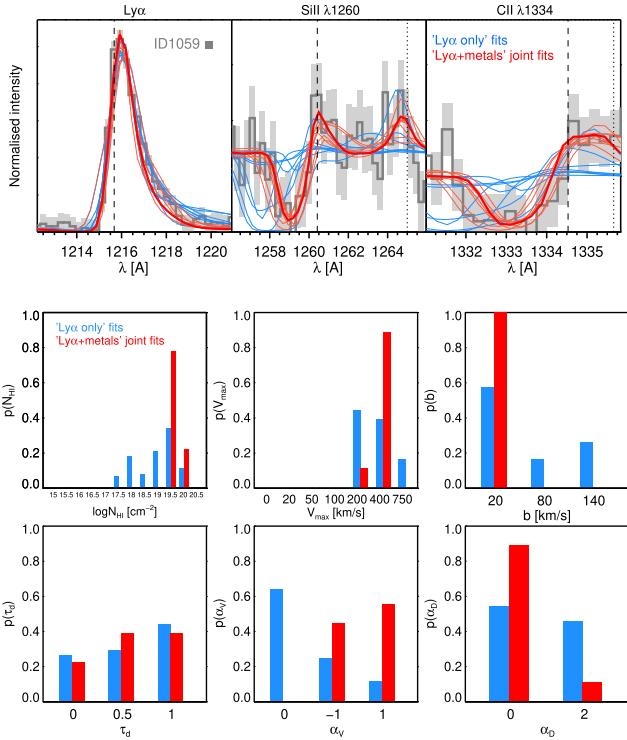 Lyα
SiII λ1260
CII λ1334
ID1059
'Lyα only' fits
'Lyα+metals' joint fits
Normalised intensity
1214 1216 1218 1220
1258 1260 1262 1264
1332 1333 1334 1335
λ [A]
λ [A]
λ [A]
1.0
0.8
0.6
0.4
0.2
0.0
p(N_HI)
'Lyα only' fits
'Lyα+metals' joint fits
15 15.5 16 16.5 17 17.5 18 18.5 19 19.5 20 20.5
logN_HI [cm⁻²]
1.0
0.8
0.6
0.4
0.2
0.0
p(V_max)
0 20 50 100 200 400 750
V_max [km/s]
1.0
0.8
0.6
0.4
0.2
0.0
p(b)
20 80 140
b [km/s]
1.0
0.8
0.6
0.4
0.2
0.0
p(τ_d)
0 0.5 1
τ_d
1.0
0.8
0.6
0.4
0.2
0.0
p(α_V)
0 −1 1
α_V
1.0
0.8
0.6
0.4
0.2
0.0
p(α_D)
0 2
α_D